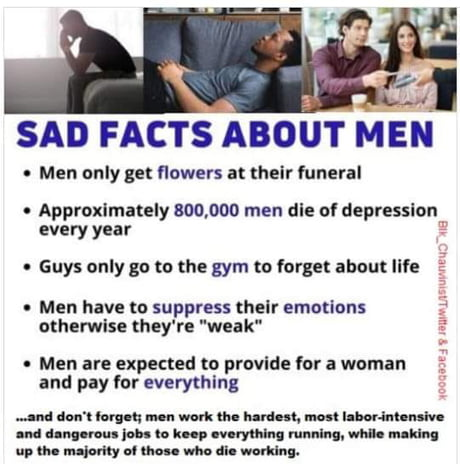 SAD FACTS ABOUT MEN
• Men only get flowers at their funeral
• Approximately 800,000 men die of depression
every year
• Guys only go to the gym to forget about life
• Men have to suppress their emotions
otherwise they're "weak"
• Men are expected to provide for a woman
and pay for everything
...and don't forget; men work the hardest, most labor-intensive
and dangerous jobs to keep everything running, while making
up the majority of those who die working.
Blk_Chauvinist/Twitter & Facebook